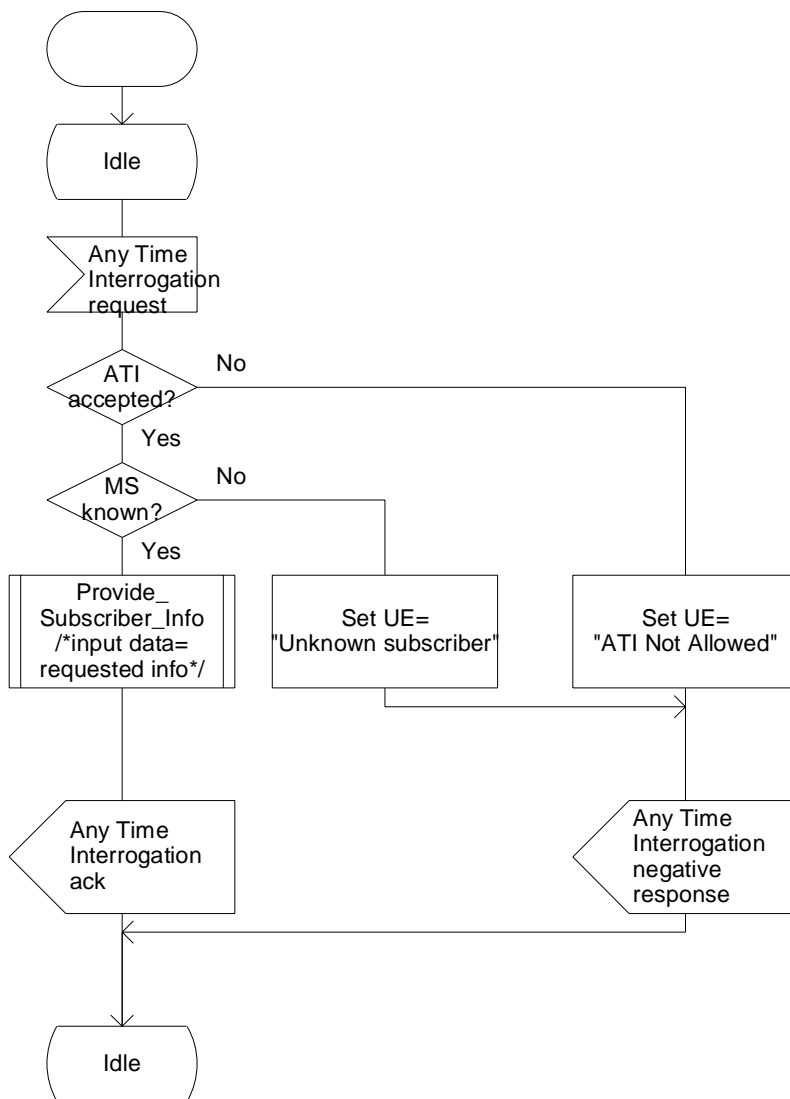 Idle
Any Time
Interrogation
request
ATI
accepted?
No
Yes
MS
known?
No
Yes
Provide_
Subscriber_Info
/*input data=
requested info*/
Set UE=
"Unknown subscriber"
Set UE=
"ATI Not Allowed"
Any Time
Interrogation
ack
Any Time
Interrogation
negative
response
Idle